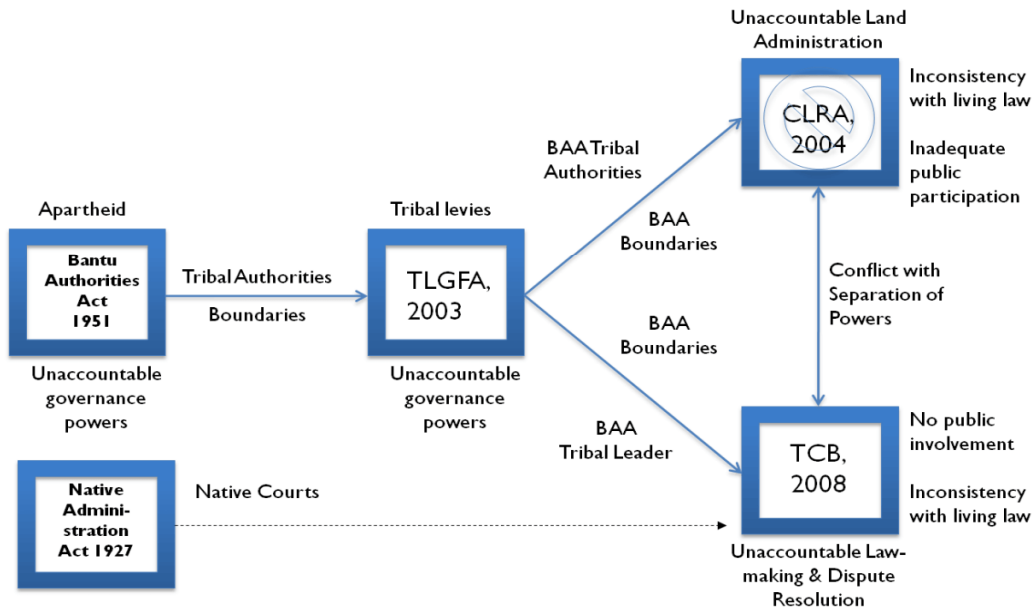 Unaccountable Land
Administration
CLRA,
2004
Inconsistency
with living law
Inadequate
public
participation
BAA Tribal
Authorities
BAA
Boundaries
Apartheid
Bantu
Authorities
Act
1951
Unaccountable
governance
powers
Tribal Authorities
Boundaries
Tribal levies
TLGFA,
2003
Unaccountable
governance
powers
Conflict with
Separation of
Powers
BAA
Boundaries
BAA
Tribal Leader
Native
Admini-
stration
Act 1927
Native Courts
TCB,
2008
No public
involvement
Inconsistency
with living law
Unaccountable Law-
making & Dispute
Resolution